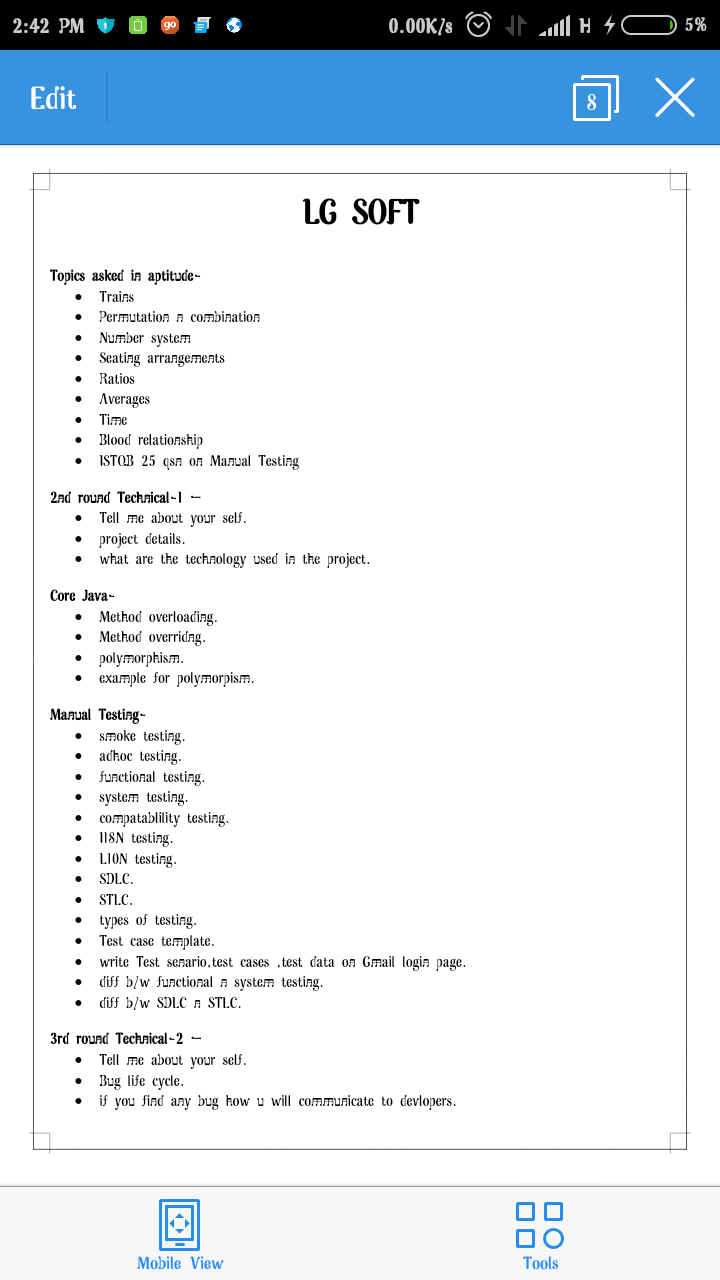 2:42 PM go 0.00K/s H 5%
Edit 8
LG SOFT
Topics asked in aptitude-
• Trains
• Permutation n combination
• Number system
• Seating arrangements
• Ratios
• Averages
• Time
• Blood relationship
• ISTQB 25 qsn on Manual Testing
2nd round Technical-1 –
• Tell me about your self.
• project details.
• what are the technology used in the project.
Core Java-
• Method overloading.
• Method overridng.
• polymorphism.
• example for polymorpism.
Manual Testing-
• smoke testing.
• adhoc testing.
• functional testing.
• system testing.
• compatablility testing.
• I18N testing.
• L10N testing.
• SDLC.
• STLC.
• types of testing.
• Test case template.
• write Test senario,test cases ,test data on Gmail login page.
• diff b/w functional n system testing.
• diff b/w SDLC n STLC.
3rd round Technical-2 –
• Tell me about your self.
• Bug life cycle.
• if you find any bug how u will communicate to devlopers.
Mobile View Tools